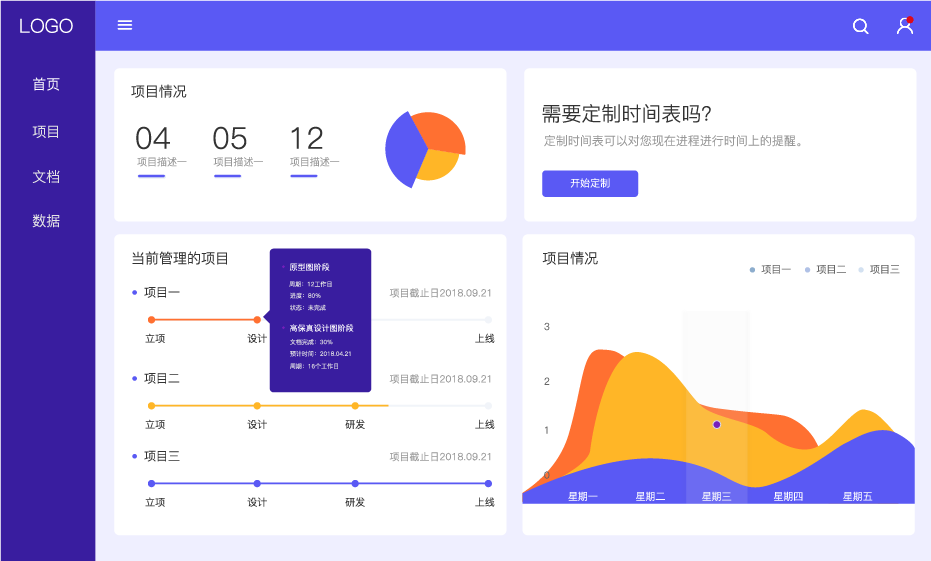 LOGO
首页
项目
文档
数据
项目情况
04 05 12
项目描述一 项目描述一 项目描述一
需要定制时间表吗?
定制时间表可以对您现在进程进行时间上的提醒。
开始定制
当前管理的项目
项目一 项目截止日2018.09.21
立项 设计 上线
原型图阶段
周期：12工作日
进度：80%
状态：未完成
高保真设计图阶段
文档完成：30%
预计时间：2018.04.21
周期：16个工作日
项目二 项目截止日2018.09.21
立项 设计 研发 上线
项目三 项目截止日2018.09.21
立项 设计 研发 上线
项目情况
项目一 项目二 项目三
3
2
1
0
星期一 星期二 星期三 星期四 星期五